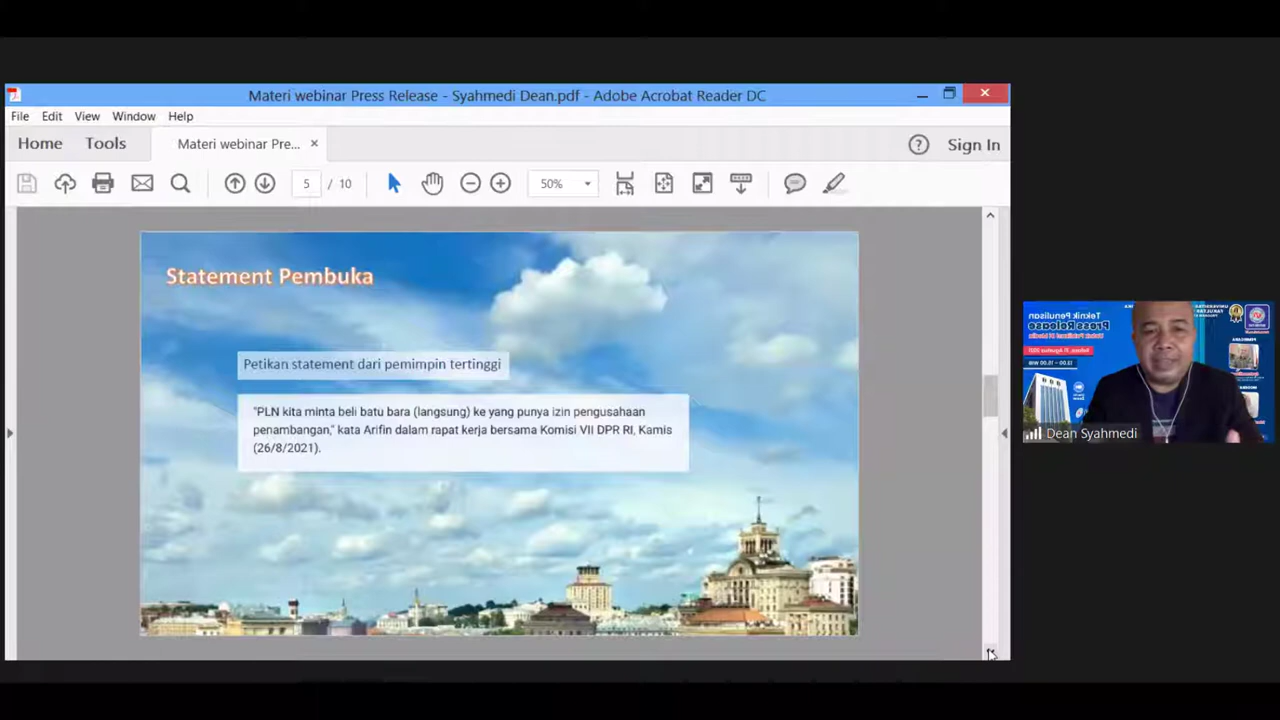 Materi webinar Press Release - Syahmedi Dean.pdf - Adobe Acrobat Reader DC
File Edit View Window Help
Home Tools Materi webinar Pre... Sign In
5 / 10 50%
Statement Pembuka
Petikan statement dari pemimpin tertinggi
"PLN kita minta beli batu bara (langsung) ke yang punya izin pengusahaan
penambangan," kata Arifin dalam rapat kerja bersama Komisi VII DPR RI, Kamis
(26/8/2021).
Teknik Penulisan
Press Release
Dean Syahmedi